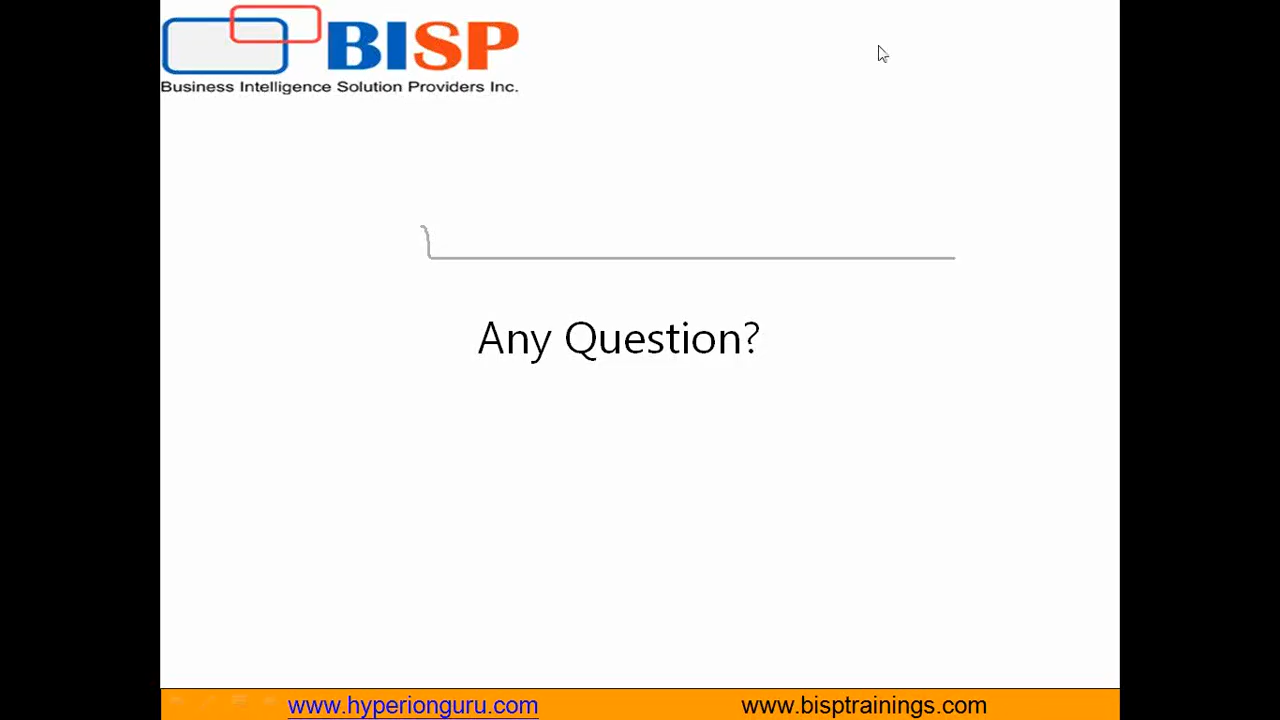 BISP
Business Intelligence Solution Providers Inc.
Any Question?
www.hyperionguru.com
www.bisptrainings.com